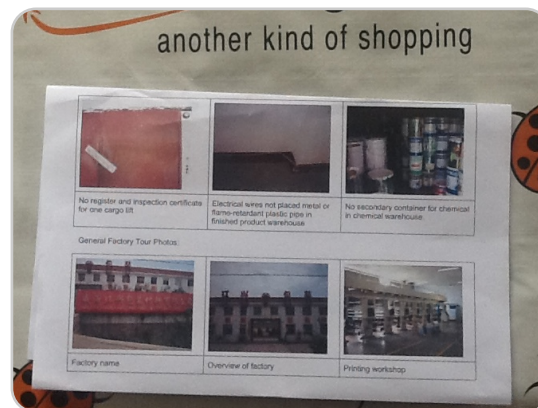 another kind of shopping
No register and inspection certificate
for one cargo lift
Electrical wires not placed metal or
flame-retardant plastic pipe in
finished product warehouse
No secondary container for chemical
in chemical warehouse
General Factory Tour Photos:
Factory name
Overview of factory
Printing workshop